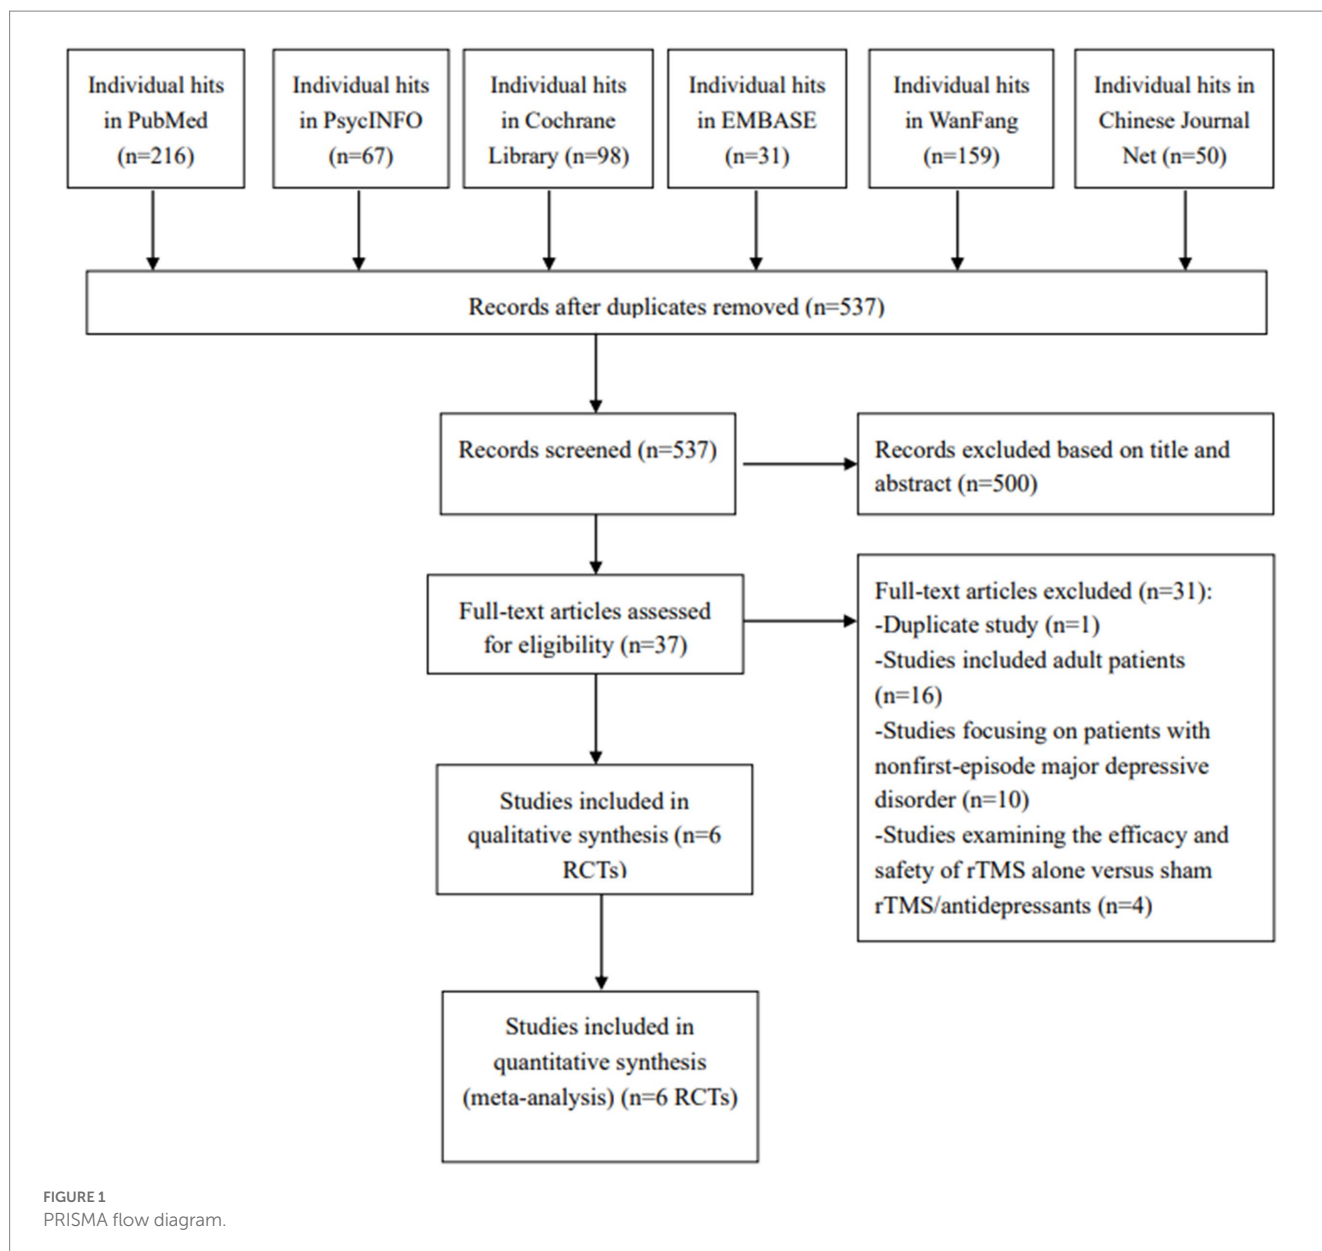 Individual hits
in PubMed
(n=216)
Individual hits
in PsycINFO
(n=67)
Individual hits
in Cochrane
Library (n=98)
Individual hits
in EMBASE
(n=31)
Individual hits
in WanFang
(n=159)
Individual hits in
Chinese Journal
Net (n=50)
Records after duplicates removed (n=537)
Records screened (n=537)
Records excluded based on title and
abstract (n=500)
Full-text articles assessed
for eligibility (n=37)
Full-text articles excluded (n=31):
-Duplicate study (n=1)
-Studies included adult patients
(n=16)
-Studies focusing on patients with
nonfirst-episode major depressive
disorder (n=10)
-Studies examining the efficacy and
safety of rTMS alone versus sham
rTMS/antidepressants (n=4)
Studies included in
qualitative synthesis (n=6
RCTs)
Studies included in
quantitative synthesis
(meta-analysis) (n=6 RCTs)
FIGURE 1
PRISMA flow diagram.